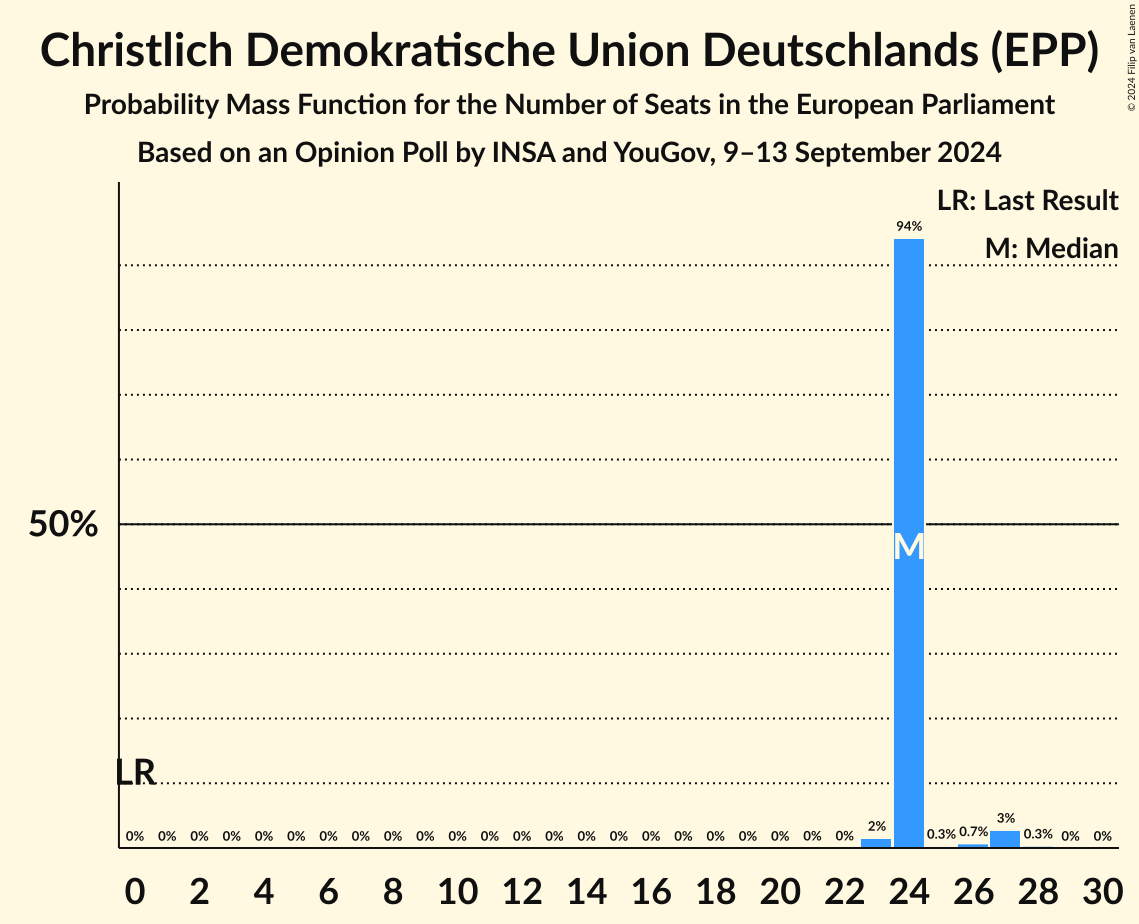 Christlich Demokratische Union Deutschlands (EPP)
Probability Mass Function for the Number of Seats in the European Parliament
Based on an Opinion Poll by INSA and YouGov, 9–13 September 2024
© 2024 Filip van Laenen
LR: Last Result
M: Median
94%
50%
M
LR
0% 0% 0% 0% 0% 0% 0% 0% 0% 0% 0% 0% 0% 0% 0% 0% 0% 0% 0% 0% 0% 0% 0% 2% 0.3% 0.7% 3% 0.3% 0% 0%
0 2 4 6 8 10 12 14 16 18 20 22 24 26 28 30